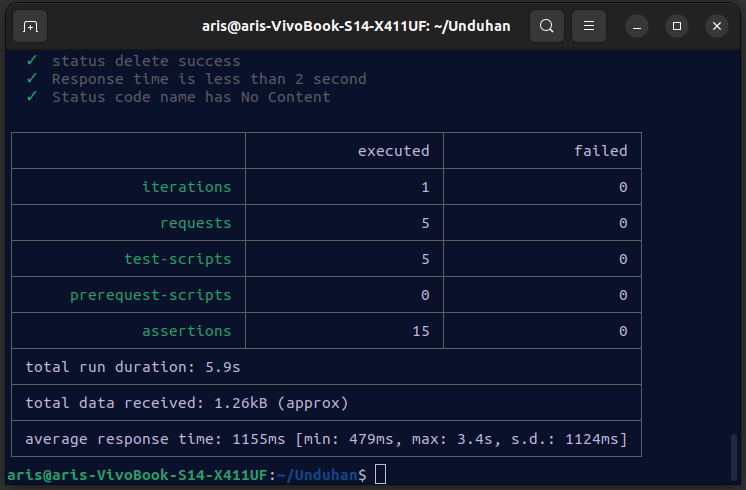 aris@aris-VivoBook-S14-X411UF: ~/Unduhan
✓ status delete success
✓ Response time is less than 2 second
✓ Status code name has No Content
executed failed
iterations 1 0
requests 5 0
test-scripts 5 0
prerequest-scripts 0 0
assertions 15 0
total run duration: 5.9s
total data received: 1.26kB (approx)
average response time: 1155ms [min: 479ms, max: 3.4s, s.d.: 1124ms]
aris@aris-VivoBook-S14-X411UF:~/Unduhan$